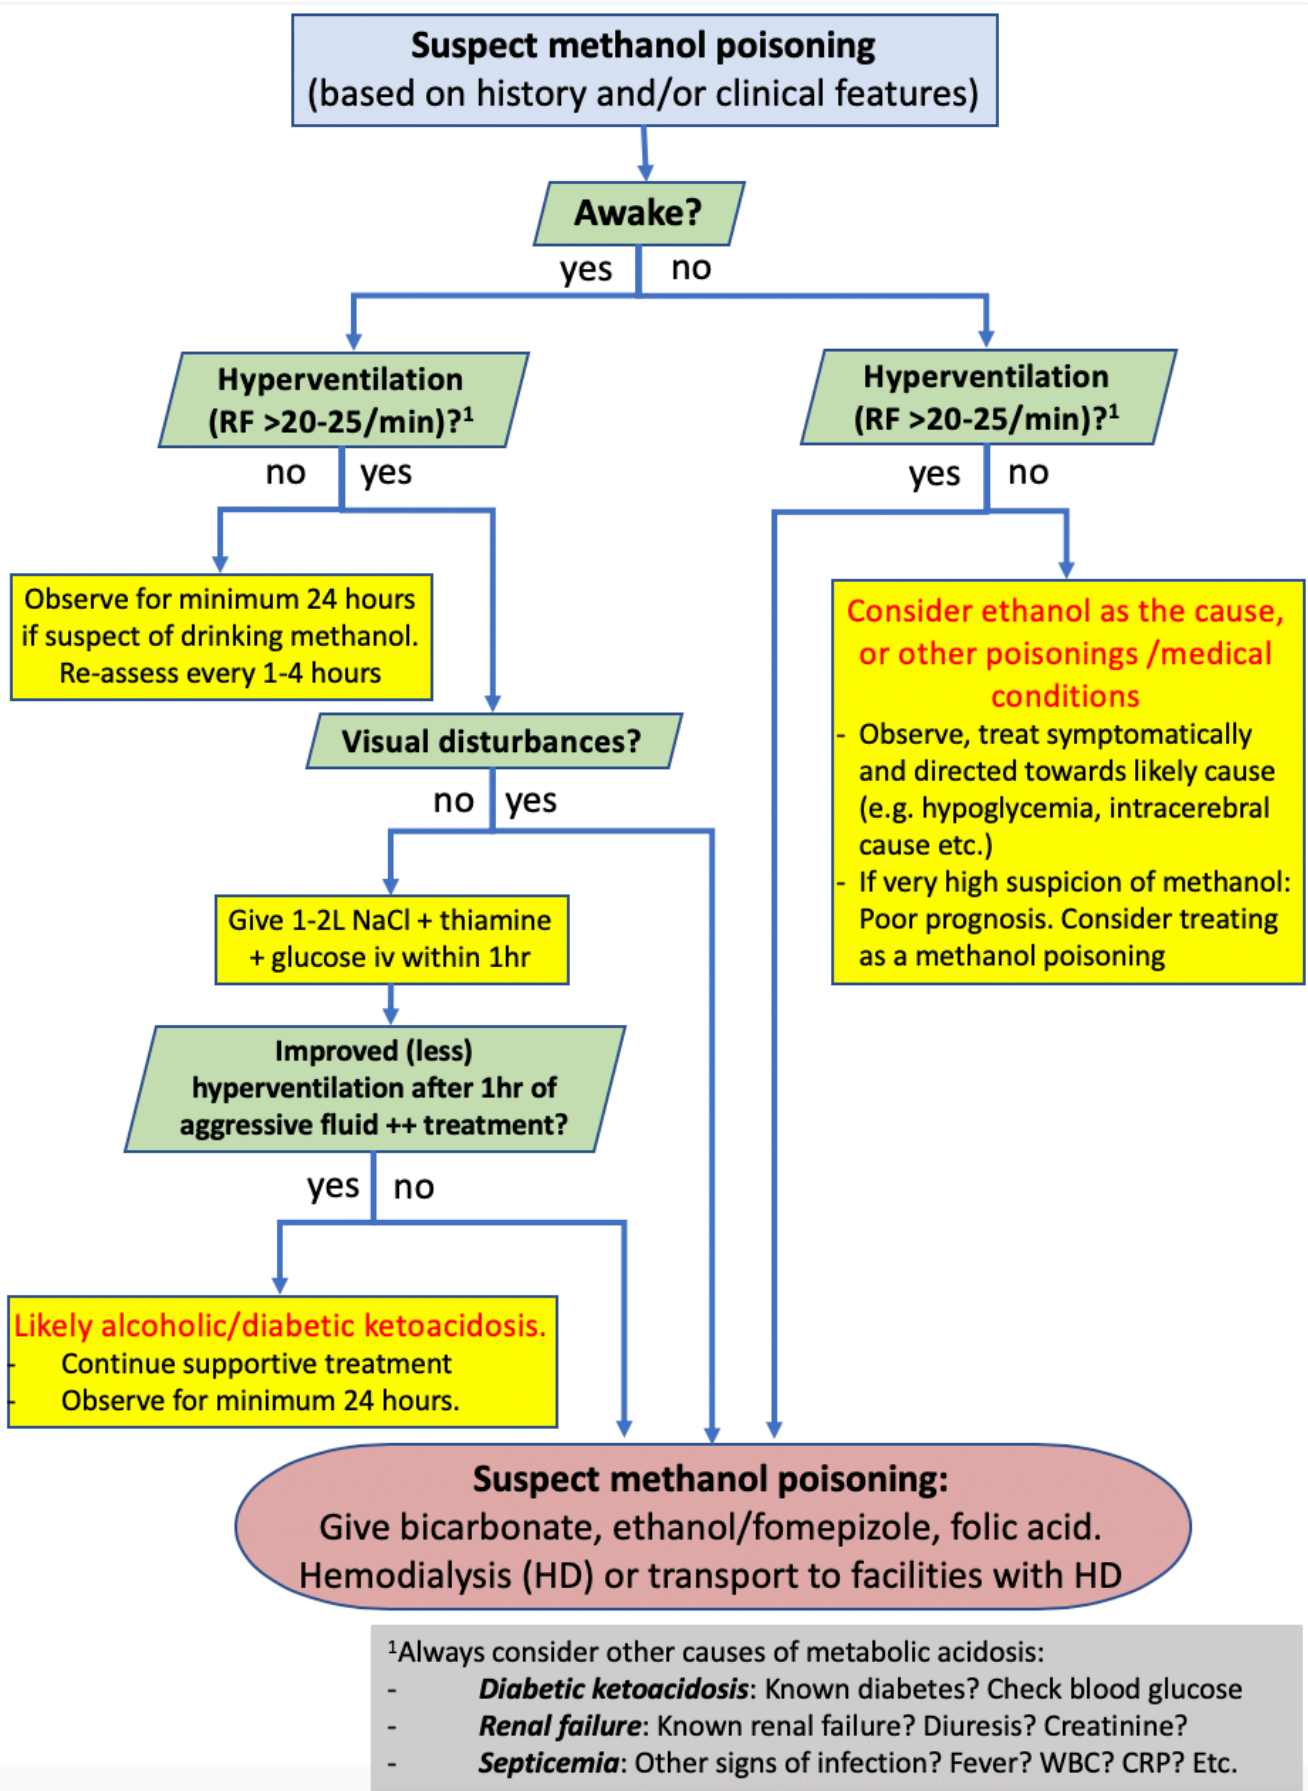 Suspect methanol poisoning
(based on history and/or clinical features)
Awake?
yes
no
Hyperventilation
(RF >20-25/min)?¹
Hyperventilation
(RF >20-25/min)?¹
no
yes
yes
no
Observe for minimum 24 hours
if suspect of drinking methanol.
Re-assess every 1-4 hours
Consider ethanol as the cause,
or other poisonings /medical
conditions
- Observe, treat symptomatically
and directed towards likely cause
(e.g. hypoglycemia, intracerebral
cause etc.)
- If very high suspicion of methanol:
Poor prognosis. Consider treating
as a methanol poisoning
Visual disturbances?
no
yes
Give 1-2L NaCl + thiamine
+ glucose iv within 1hr
Improved (less)
hyperventilation after 1hr of
aggressive fluid ++ treatment?
yes
no
Likely alcoholic/diabetic ketoacidosis.
- Continue supportive treatment
- Observe for minimum 24 hours.
Suspect methanol poisoning:
Give bicarbonate, ethanol/fomepizole, folic acid.
Hemodialysis (HD) or transport to facilities with HD
¹Always consider other causes of metabolic acidosis:
- Diabetic ketoacidosis: Known diabetes? Check blood glucose
- Renal failure: Known renal failure? Diuresis? Creatinine?
- Septicemia: Other signs of infection? Fever? WBC? CRP? Etc.